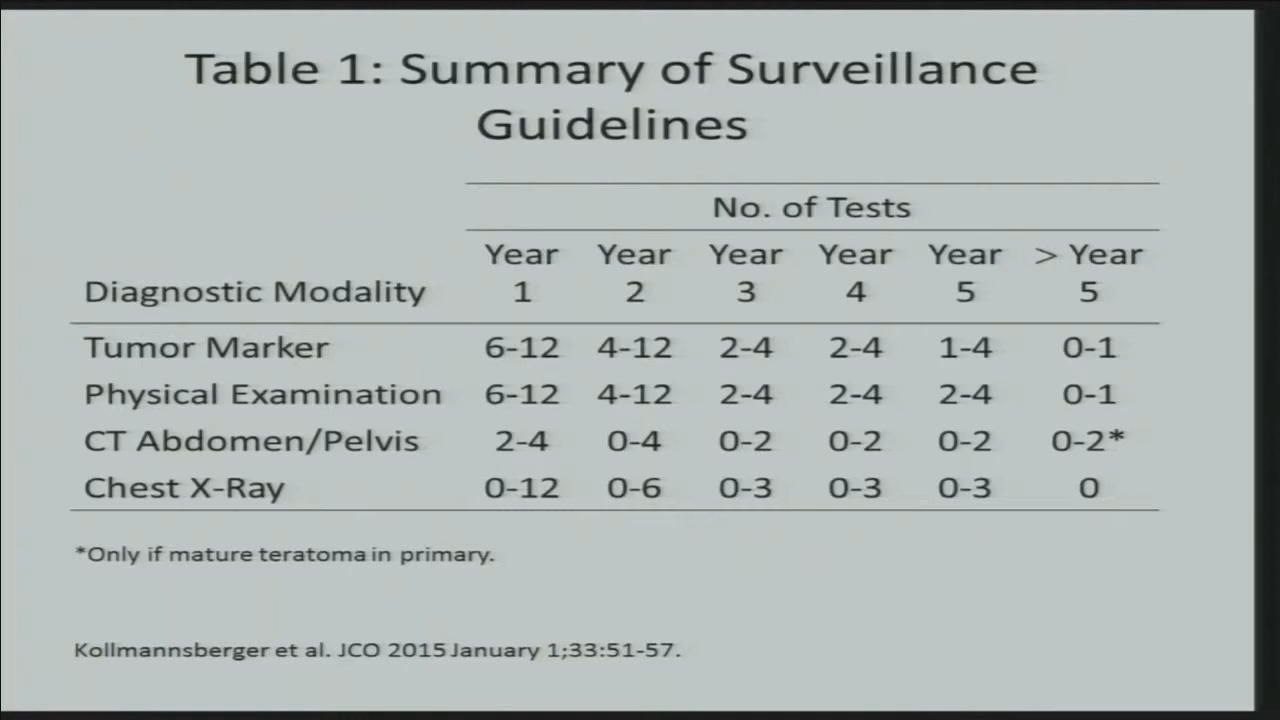 Table 1: Summary of Surveillance
Guidelines
No. of Tests
Year Year Year Year Year > Year
Diagnostic Modality 1 2 3 4 5 5
Tumor Marker 6-12 4-12 2-4 2-4 1-4 0-1
Physical Examination 6-12 4-12 2-4 2-4 2-4 0-1
CT Abdomen/Pelvis 2-4 0-4 0-2 0-2 0-2 0-2*
Chest X-Ray 0-12 0-6 0-3 0-3 0-3 0
*Only if mature teratoma in primary.
Kollmannsberger et al. JCO 2015 January 1;33:51-57.